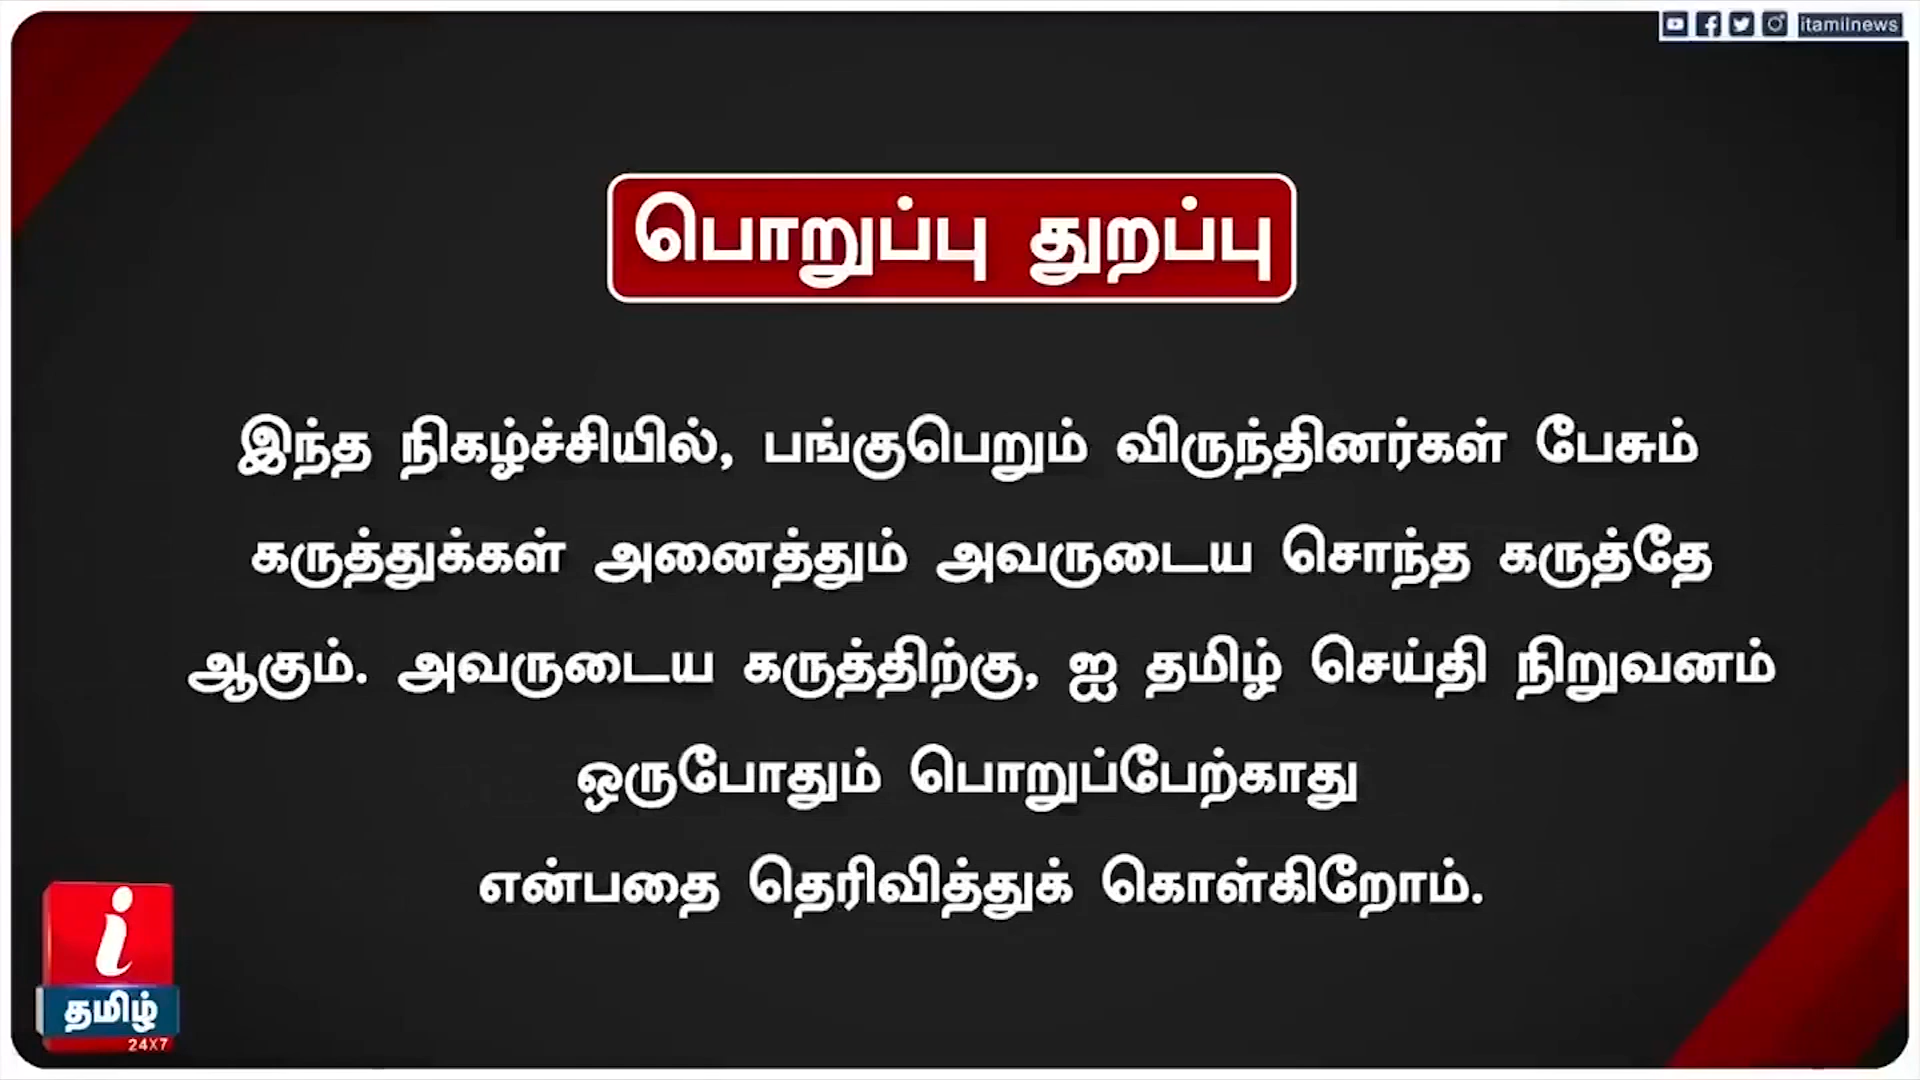 itamilnews
பொறுப்பு துறப்பு
இந்த நிகழ்ச்சியில், பங்குபெறும் விருந்தினர்கள் பேசும்
கருத்துக்கள் அனைத்தும் அவருடைய சொந்த கருத்தே
ஆகும். அவருடைய கருத்திற்கு, ஐ தமிழ் செய்தி நிறுவனம்
ஒருபோதும் பொறுப்பேற்காது
என்பதை தெரிவித்துக் கொள்கிறோம்.
i
தமிழ்
24X7